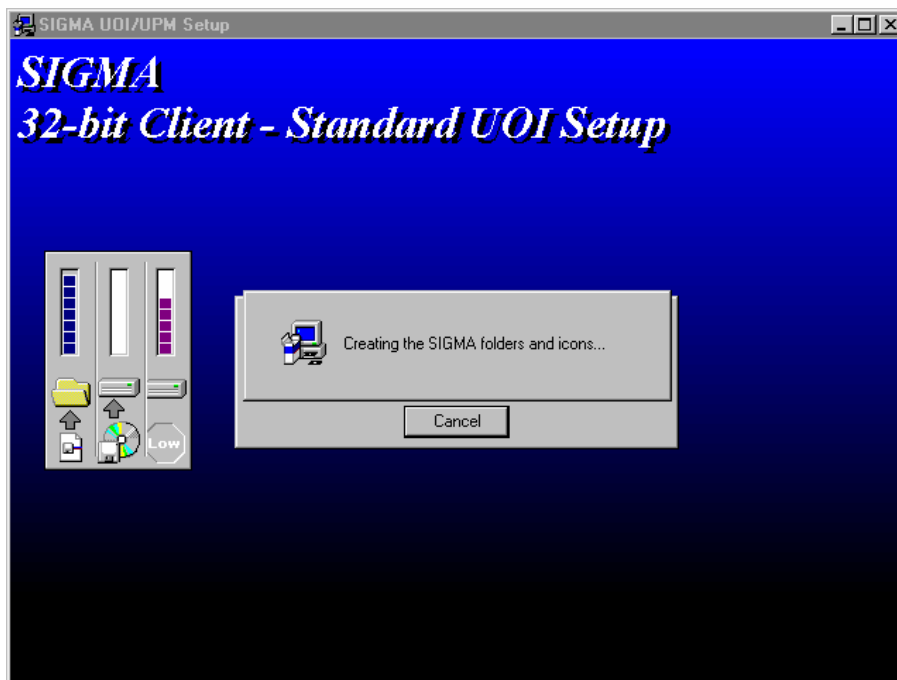 SIGMA UOI/UPM Setup
SIGMA
32-bit Client - Standard UOI Setup
Creating the SIGMA folders and icons...
Cancel
Low